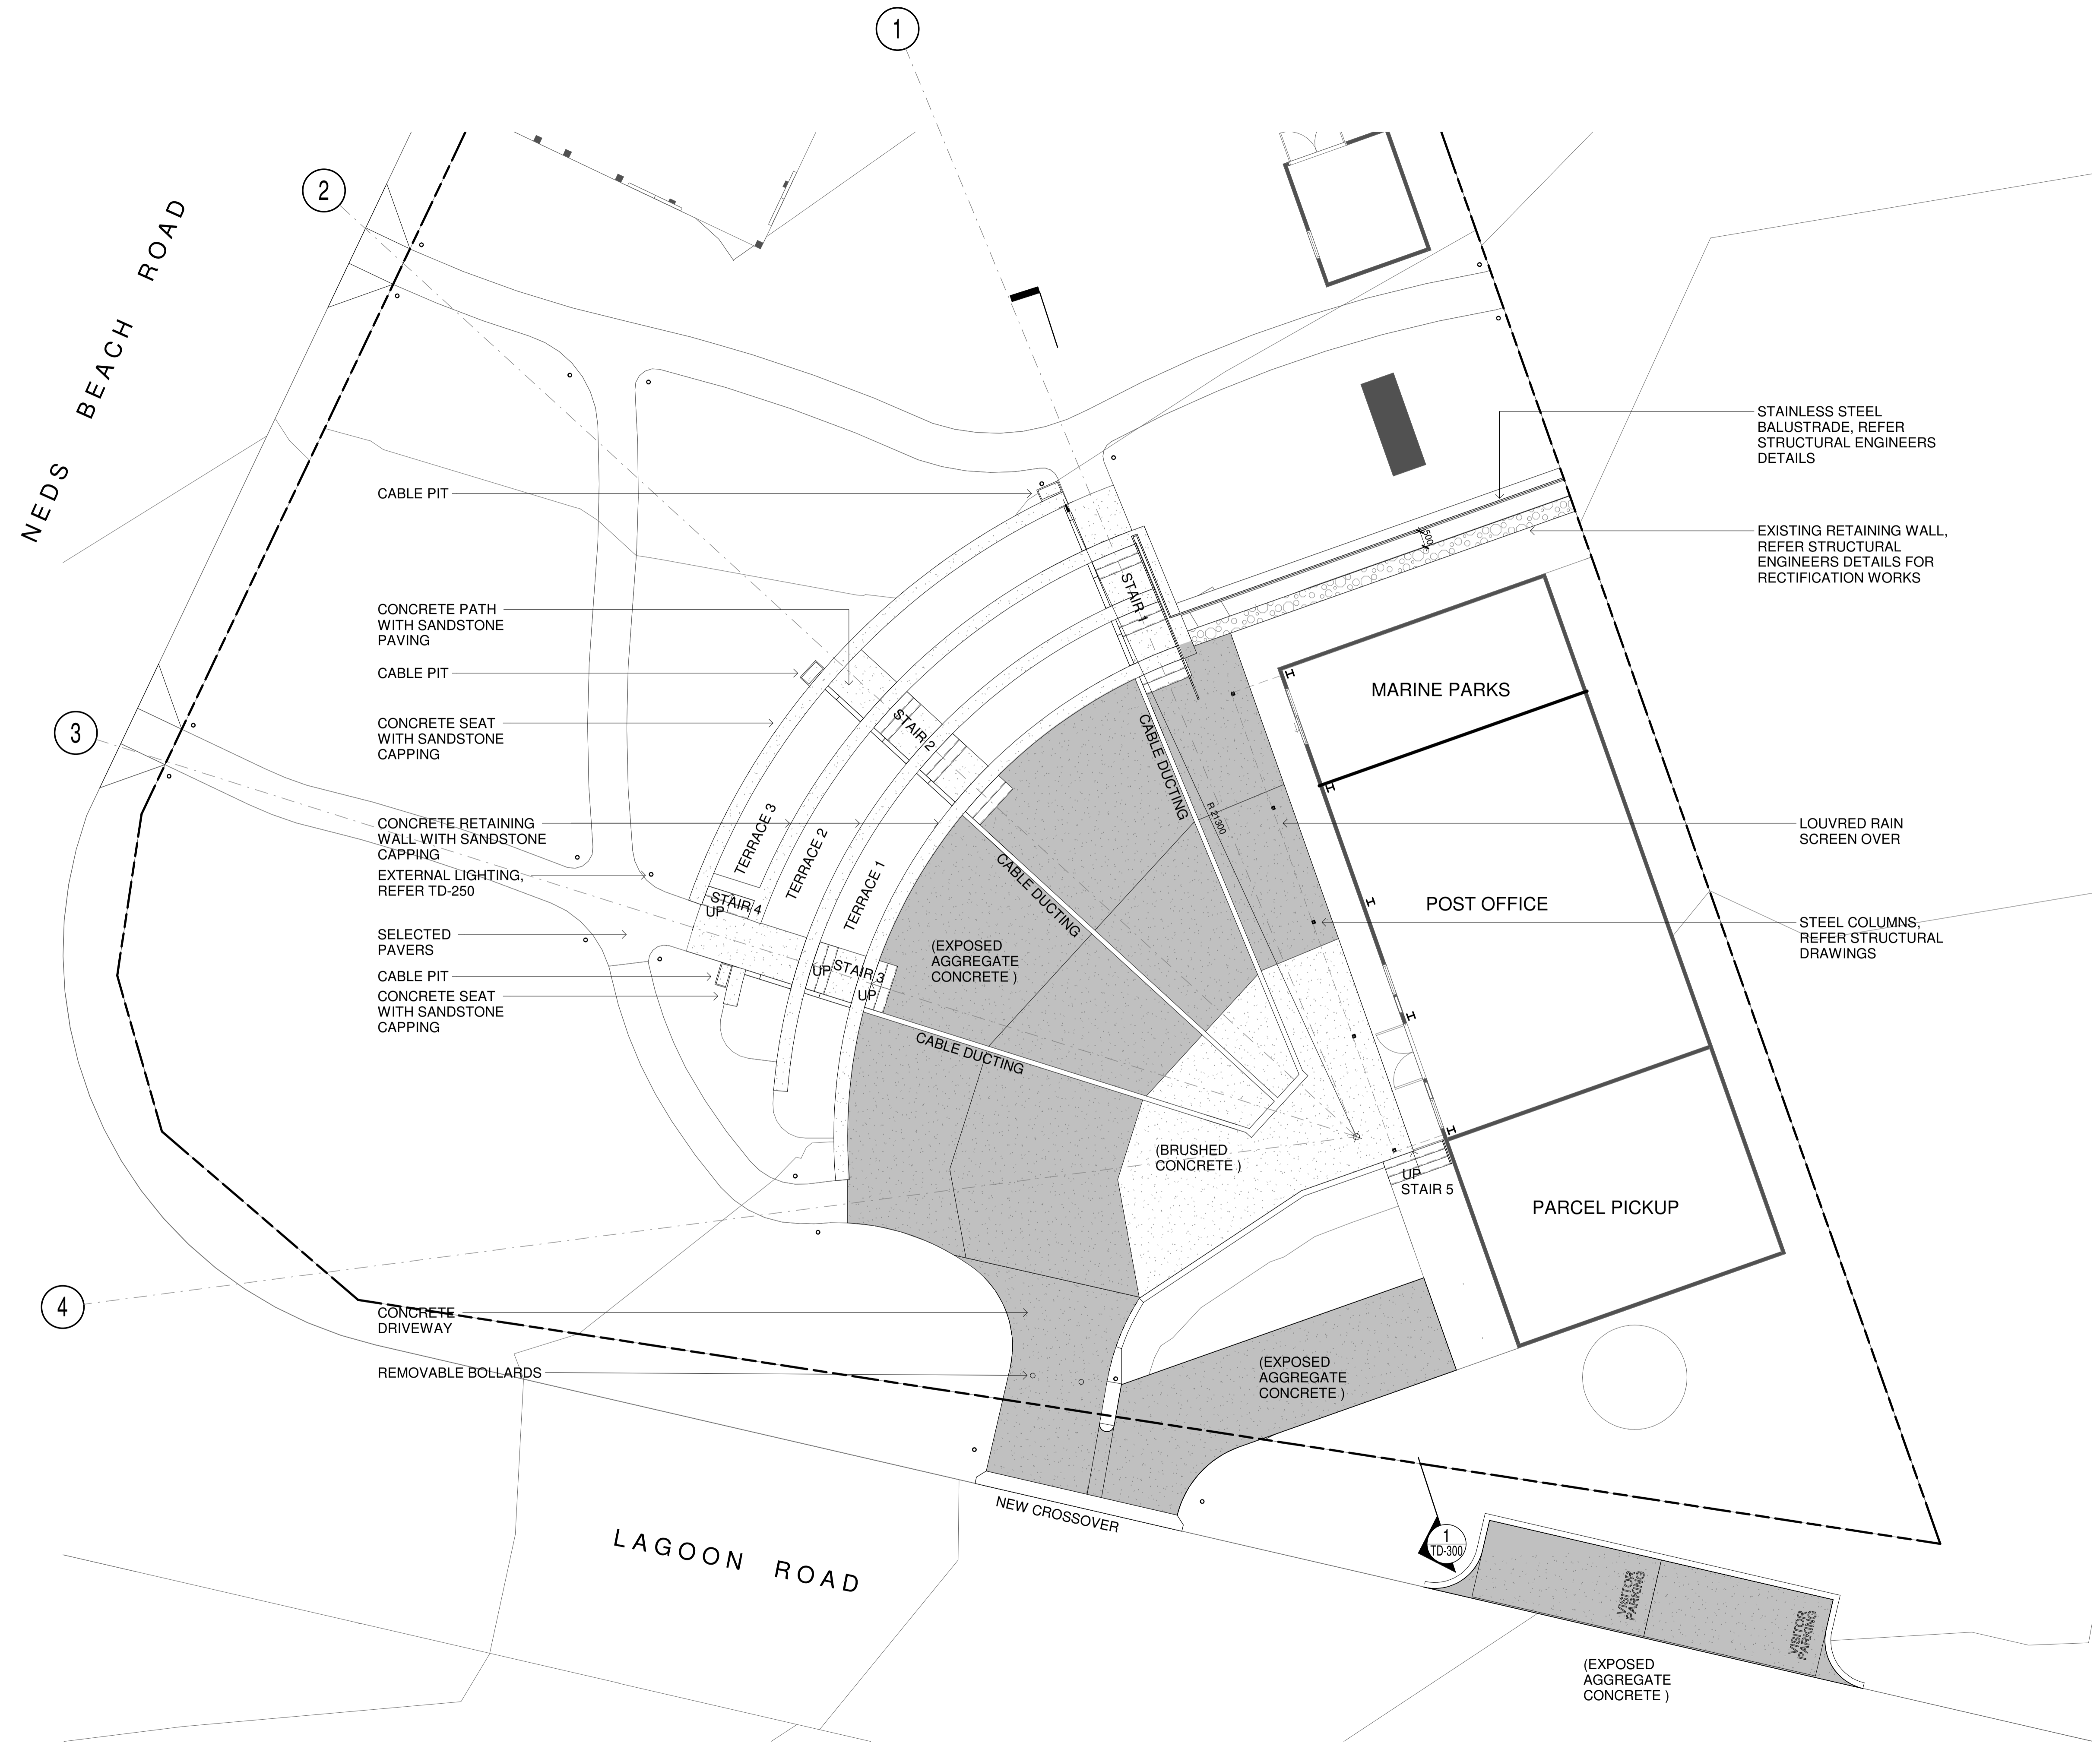 1
2
NEDS BEACH ROAD
STAINLESS STEEL
BALUSTRADE, REFER
STRUCTURAL ENGINEERS
DETAILS
CABLE PIT
500
EXISTING RETAINING WALL,
REFER STRUCTURAL
ENGINEERS DETAILS FOR
RECTIFICATION WORKS
STAIR 1
CONCRETE PATH
WITH SANDSTONE
PAVING
CABLE PIT
MARINE PARKS
3
CONCRETE SEAT
WITH SANDSTONE
CAPPING
STAIR 2
CABLE DUCTING
R 21300
CONCRETE RETAINING
WALL WITH SANDSTONE
CAPPING
TERRACE 3
TERRACE 2
TERRACE 1
LOUVRED RAIN
SCREEN OVER
EXTERNAL LIGHTING,
REFER TD-250
STAIR 4
UP
CABLE DUCTING
POST OFFICE
STEEL COLUMNS,
REFER STRUCTURAL
DRAWINGS
SELECTED
PAVERS
(EXPOSED
AGGREGATE
CONCRETE )
CABLE PIT
UP
STAIR 3
UP
CONCRETE SEAT
WITH SANDSTONE
CAPPING
CABLE DUCTING
(BRUSHED
CONCRETE )
UP
STAIR 5
PARCEL PICKUP
4
CONCRETE
DRIVEWAY
REMOVABLE BOLLARDS
(EXPOSED
AGGREGATE
CONCRETE )
NEW CROSSOVER
LAGOON ROAD
1
TD-300
VISITOR
PARKING
VISITOR
PARKING
(EXPOSED
AGGREGATE
CONCRETE )